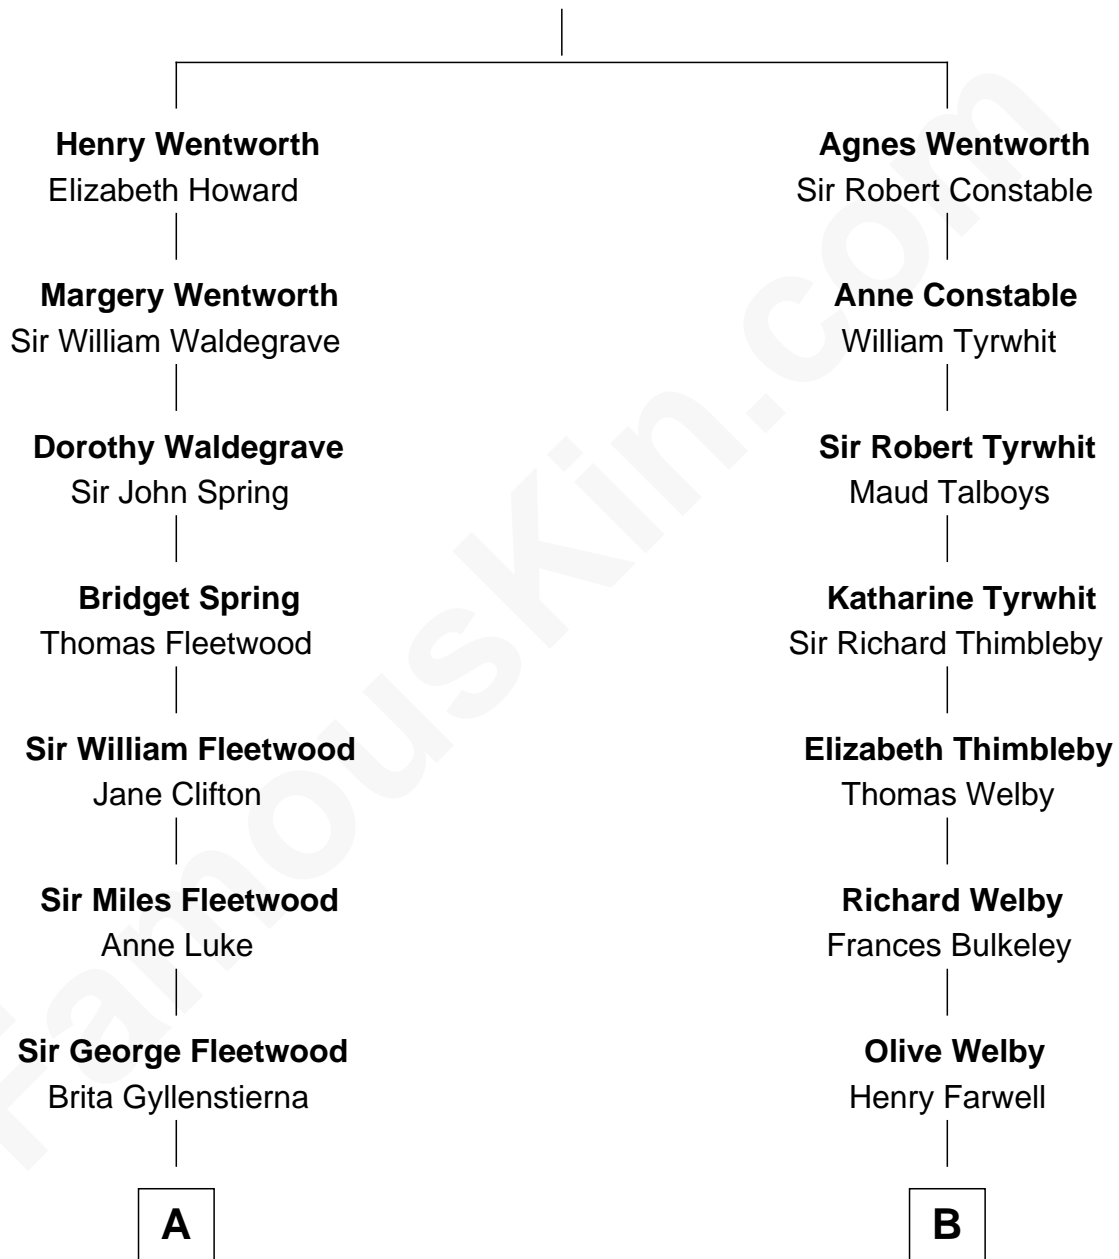 Henry Wentworth
Elizabeth Howard
Margery Wentworth
Sir William Waldegrave
Dorothy Waldegrave
Sir John Spring
Bridget Spring
Thomas Fleetwood
Sir William Fleetwood
Jane Clifton
Sir Miles Fleetwood
Anne Luke
Sir George Fleetwood
Brita Gyllenstierna
A
Agnes Wentworth
Sir Robert Constable
Anne Constable
William Tyrwhit
Sir Robert Tyrwhit
Maud Talboys
Katharine Tyrwhit
Sir Richard Thimbleby
Elizabeth Thimbleby
Thomas Welby
Richard Welby
Frances Bulkeley
Olive Welby
Henry Farwell
B
FamousKin.com